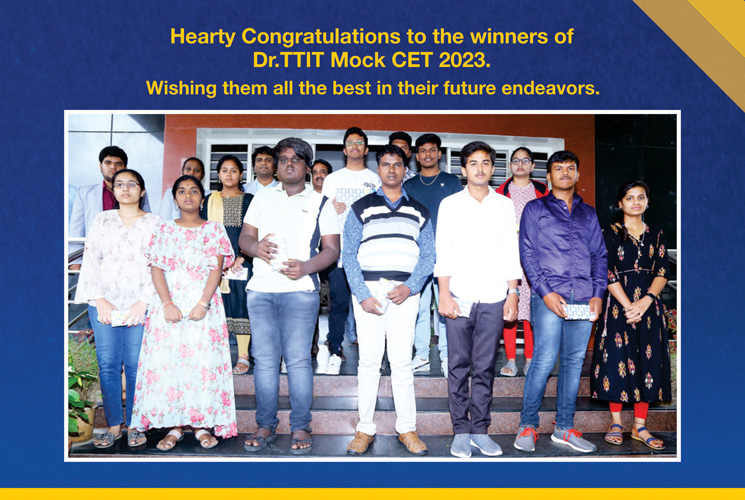 Hearty Congratulations to the winners of
Dr.TTIT Mock CET 2023.
Wishing them all the best in their future endeavors.